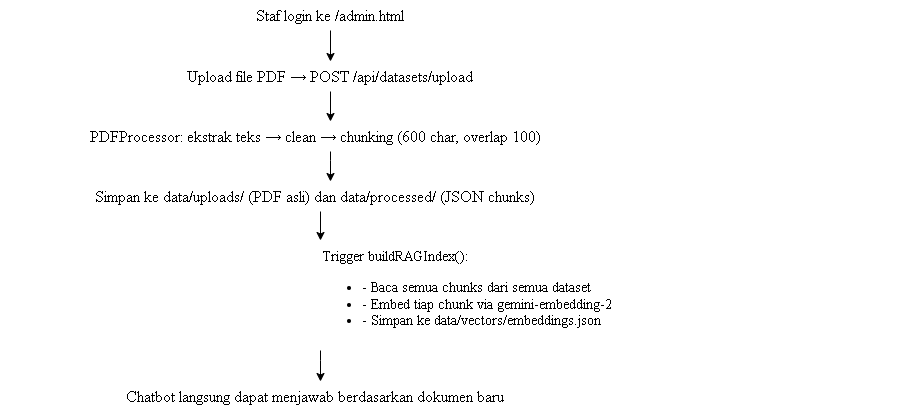 Staf login ke /admin.html
Upload file PDF → POST /api/datasets/upload
PDFProcessor: ekstrak teks → clean → chunking (600 char, overlap 100)
Simpan ke data/uploads/ (PDF asli) dan data/processed/ (JSON chunks)
Trigger buildRAGIndex():
• - Baca semua chunks dari semua dataset
• - Embed tiap chunk via gemini-embedding-2
• - Simpan ke data/vectors/embeddings.json
Chatbot langsung dapat menjawab berdasarkan dokumen baru